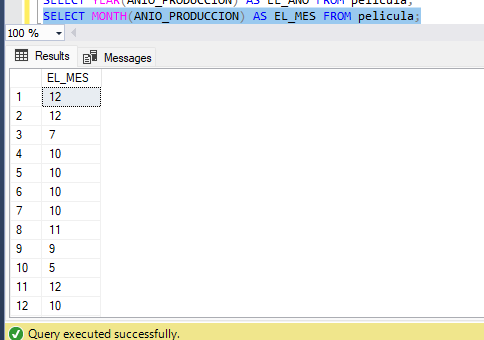 SELECT YEAR(ANIO_PRODUCCION) AS EL_ANO FROM pelicula;
SELECT MONTH(ANIO_PRODUCCION) AS EL_MES FROM pelicula;
100 %
Results Messages
EL_MES
1 12
2 12
3 7
4 10
5 10
6 10
7 10
8 11
9 9
10 5
11 12
12 10
Query executed successfully.